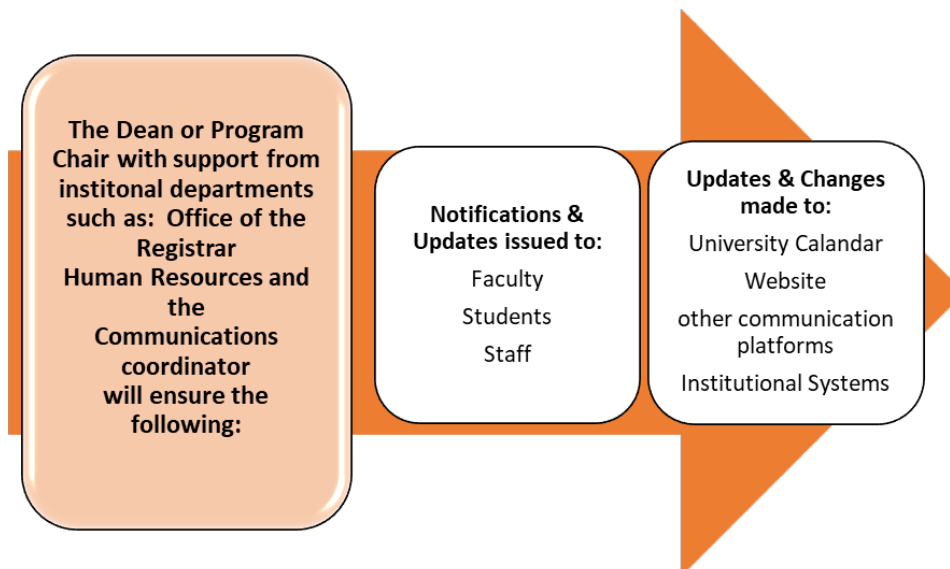 The Dean or Program
Chair with support from
institonal departments
such as:  Office of the
Registrar
Human Resources and
the
Communications
coordinator
will ensure the
following:
Notifications &
Updates issued to:
Faculty
Students
Staff
Updates & Changes
made to:
University Calandar
Website
other communication
platforms
Institutional Systems